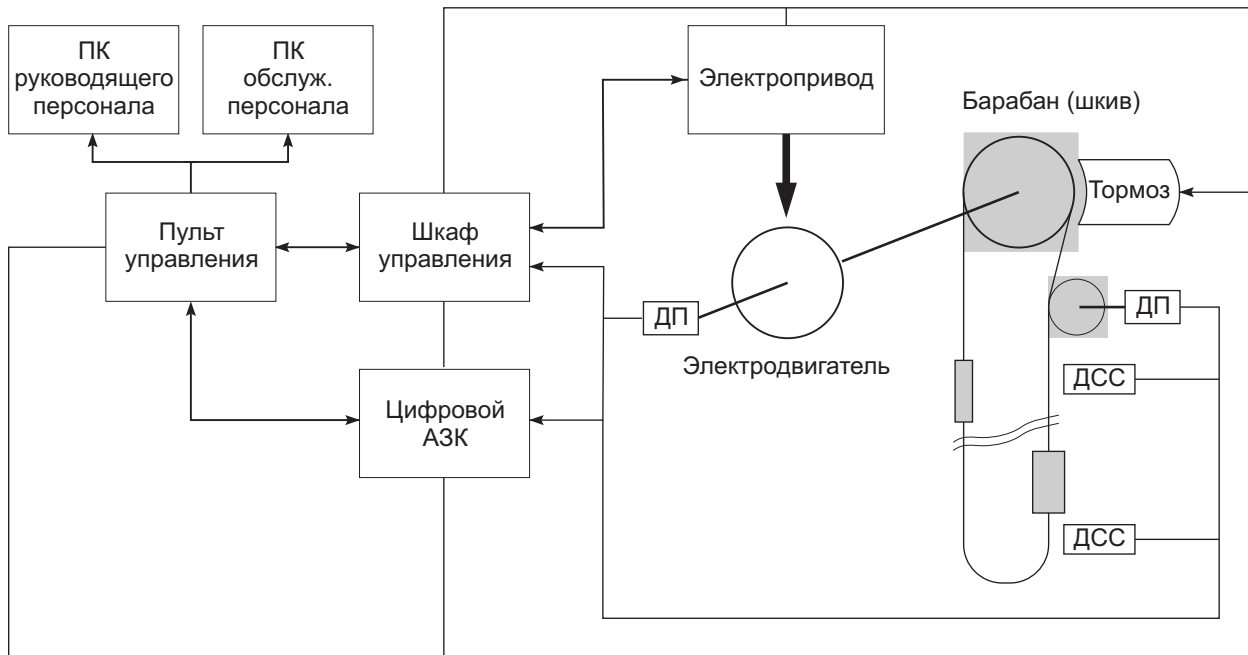 ПК
руководящего
персонала
ПК
обслуж.
персонала
Электропривод
Барабан (шкив)
Тормоз
Пульт
управления
Шкаф
управления
ДП
ДП
Электродвигатель
ДСС
Цифровой
АЗК
ДСС